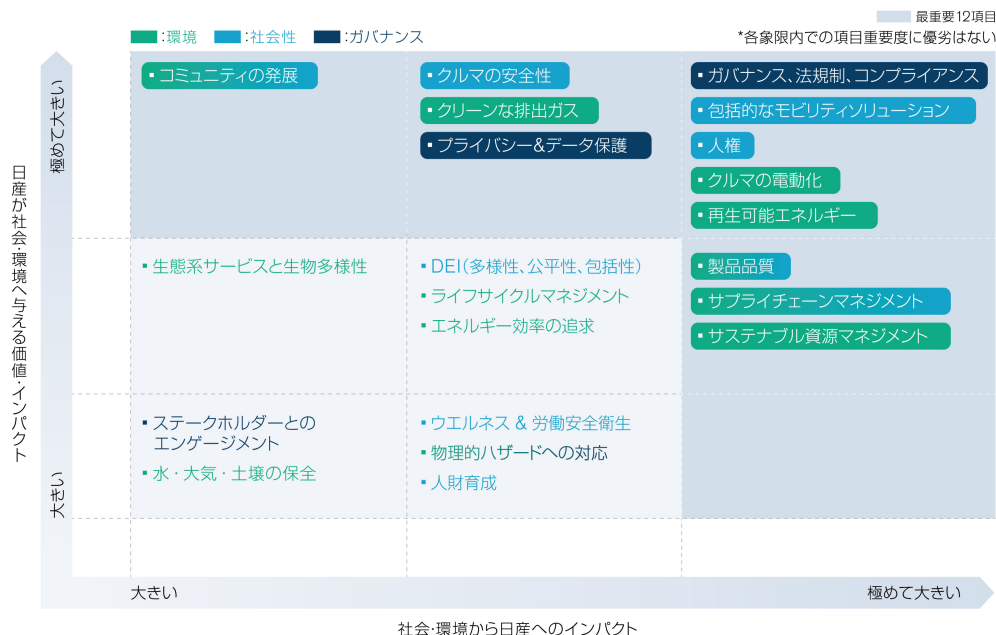 最重要12項目
:環境 :社会性 :ガバナンス
*各象限内での項目重要度に優劣はない
日産が社会・環境へ与える価値・インパクト
極めて大きい
大きい
▪コミュニティの発展
▪クルマの安全性
▪クリーンな排出ガス
▪プライバシー&データ保護
▪ガバナンス、法規制、コンプライアンス
▪包括的なモビリティソリューション
▪人権
▪クルマの電動化
▪再生可能エネルギー
▪生態系サービスと生物多様性
▪DEI(多様性、公平性、包括性)
▪ライフサイクルマネジメント
▪エネルギー効率の追求
▪製品品質
▪サプライチェーンマネジメント
▪サステナブル資源マネジメント
▪ステークホルダーとの
エンゲージメント
▪水・大気・土壌の保全
▪ウエルネス & 労働安全衛生
▪物理的ハザードへの対応
▪人財育成
大きい
極めて大きい
社会・環境から日産へのインパクト